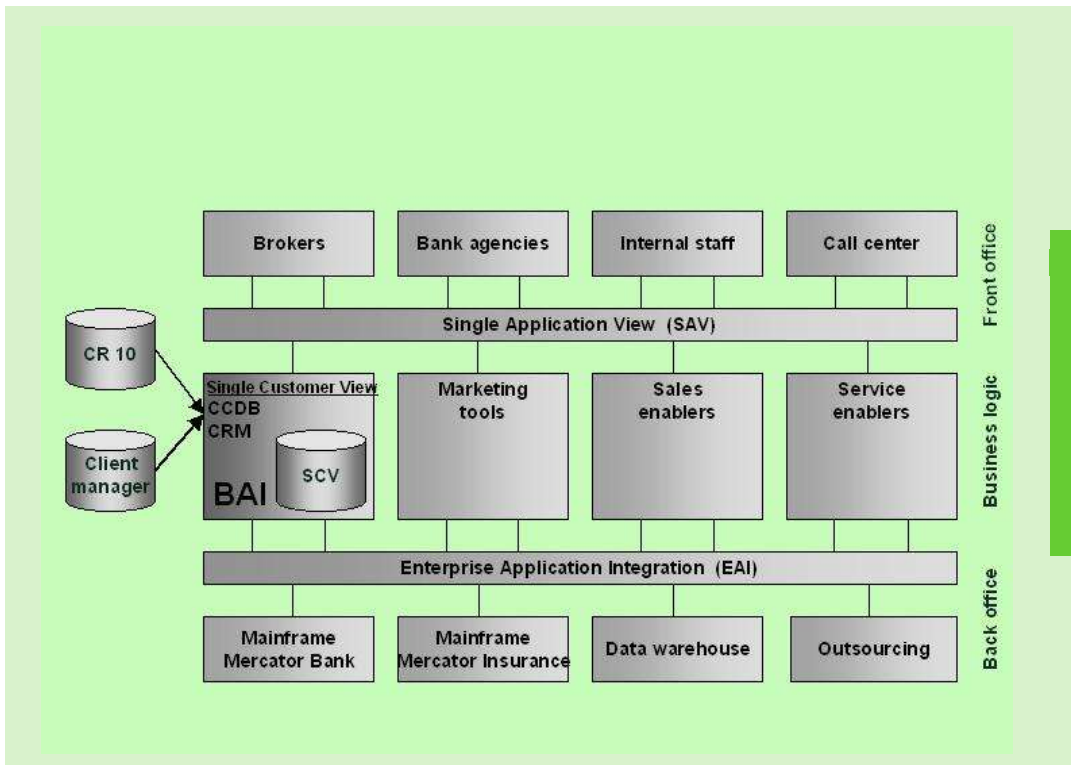 Brokers
Bank agencies
Internal staff
Call center
Front office
Single Application View (SAV)
CR 10
Client
manager
Single Customer View
CCDB
CRM
BAI
SCV
Marketing
tools
Sales
enablers
Service
enablers
Business logic
Enterprise Application Integration (EAI)
Mainframe
Mercator Bank
Mainframe
Mercator Insurance
Data warehouse
Outsourcing
Back office